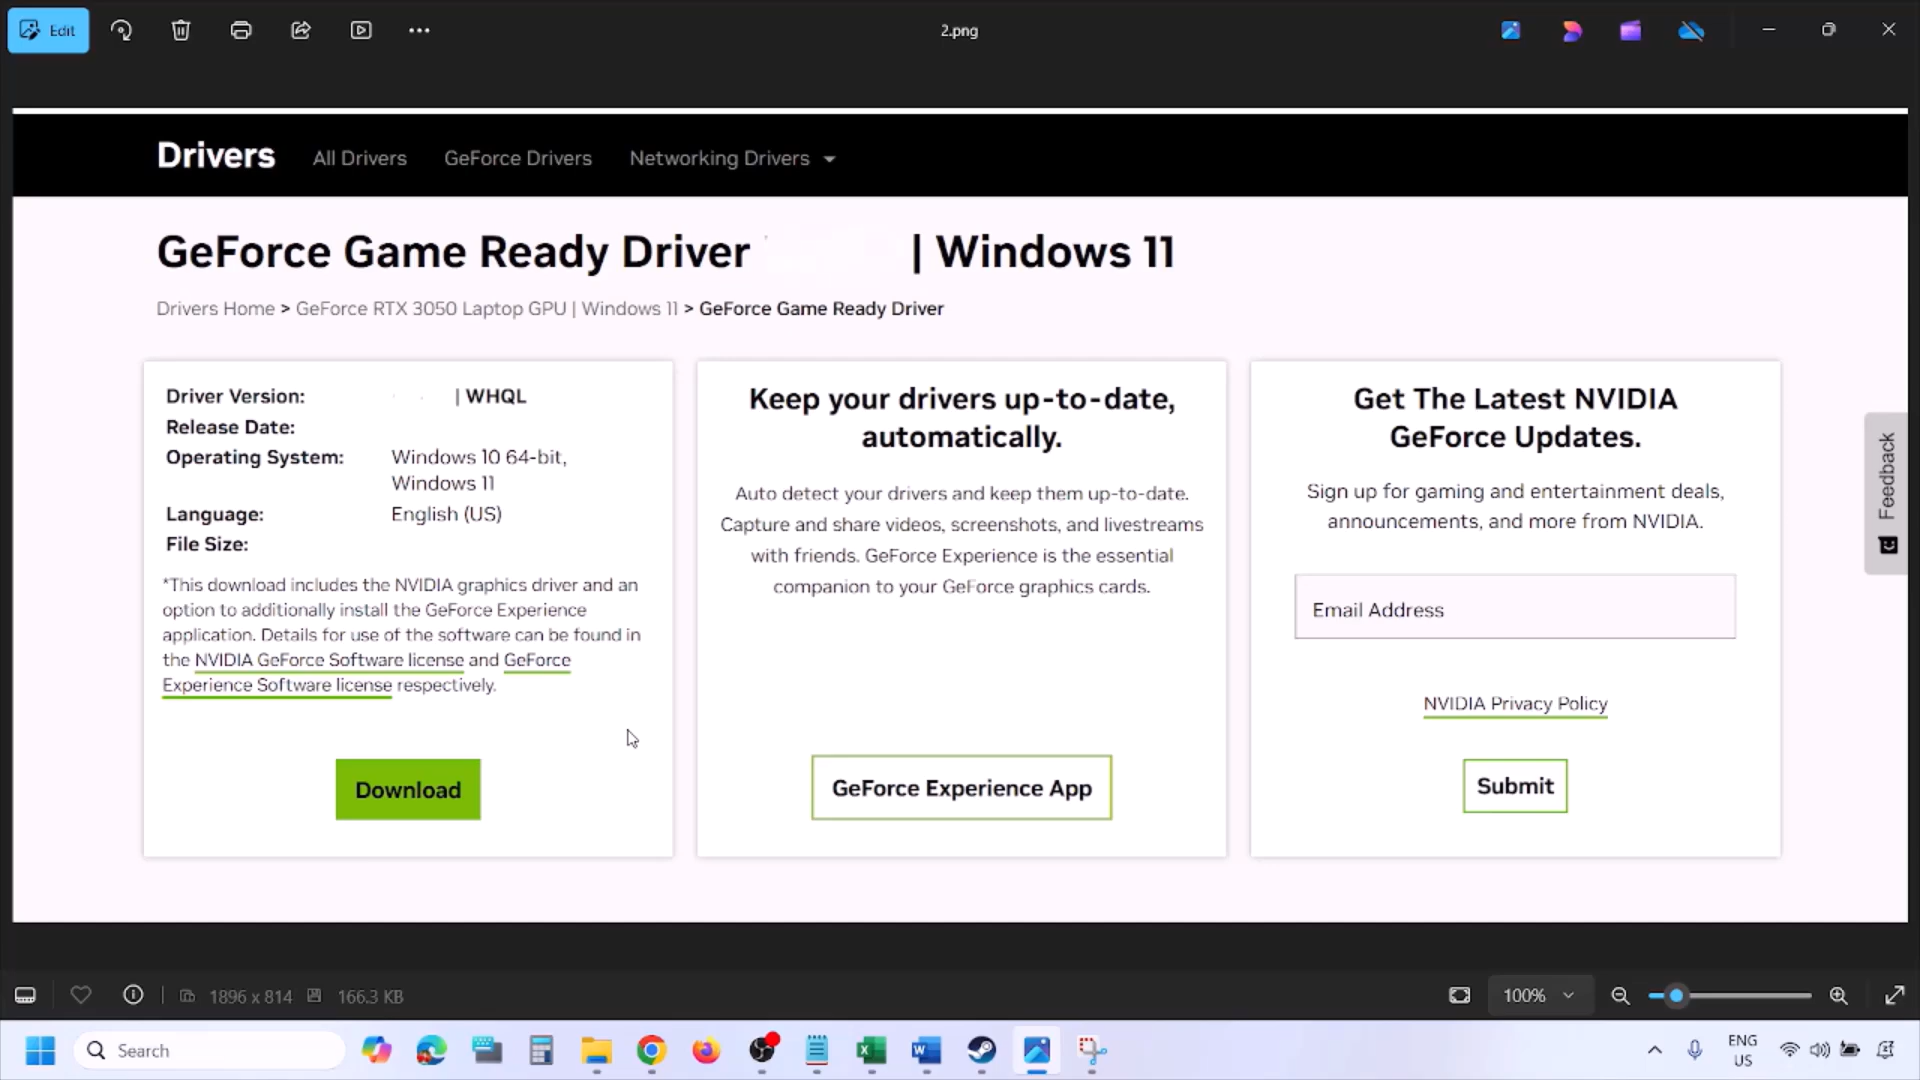 Edit
2.png
Drivers All Drivers GeForce Drivers Networking Drivers
GeForce Game Ready Driver | Windows 11
Drivers Home > GeForce RTX 3050 Laptop GPU | Windows 11 > GeForce Game Ready Driver
Driver Version: | WHQL
Release Date:
Operating System: Windows 10 64-bit,
Windows 11
Language: English (US)
File Size:
*This download includes the NVIDIA graphics driver and an
option to additionally install the GeForce Experience
application. Details for use of the software can be found in
the NVIDIA GeForce Software license and GeForce
Experience Software license respectively.
Download
Keep your drivers up-to-date,
automatically.
Auto detect your drivers and keep them up-to-date.
Capture and share videos, screenshots, and livestreams
with friends. GeForce Experience is the essential
companion to your GeForce graphics cards.
GeForce Experience App
Get The Latest NVIDIA
GeForce Updates.
Sign up for gaming and entertainment deals,
announcements, and more from NVIDIA.
Email Address
NVIDIA Privacy Policy
Submit
Feedback
1896 x 814 166.3 KB
100%
Search
ENG
US